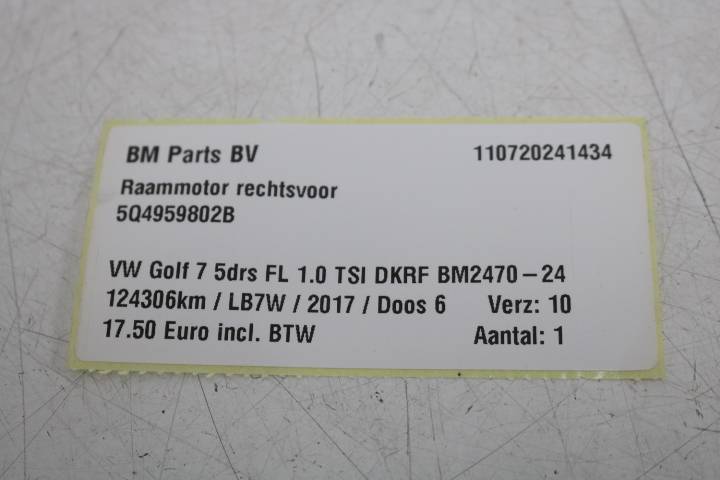 BM Parts BV 110720241434
Raammotor rechtsvoor
5Q4959802B
VW Golf 7 5drs FL 1.0 TSI DKRF BM2470-24
124306km / LB7W / 2017 / Doos 6 Verz: 10
17.50 Euro incl. BTW Aantal: 1